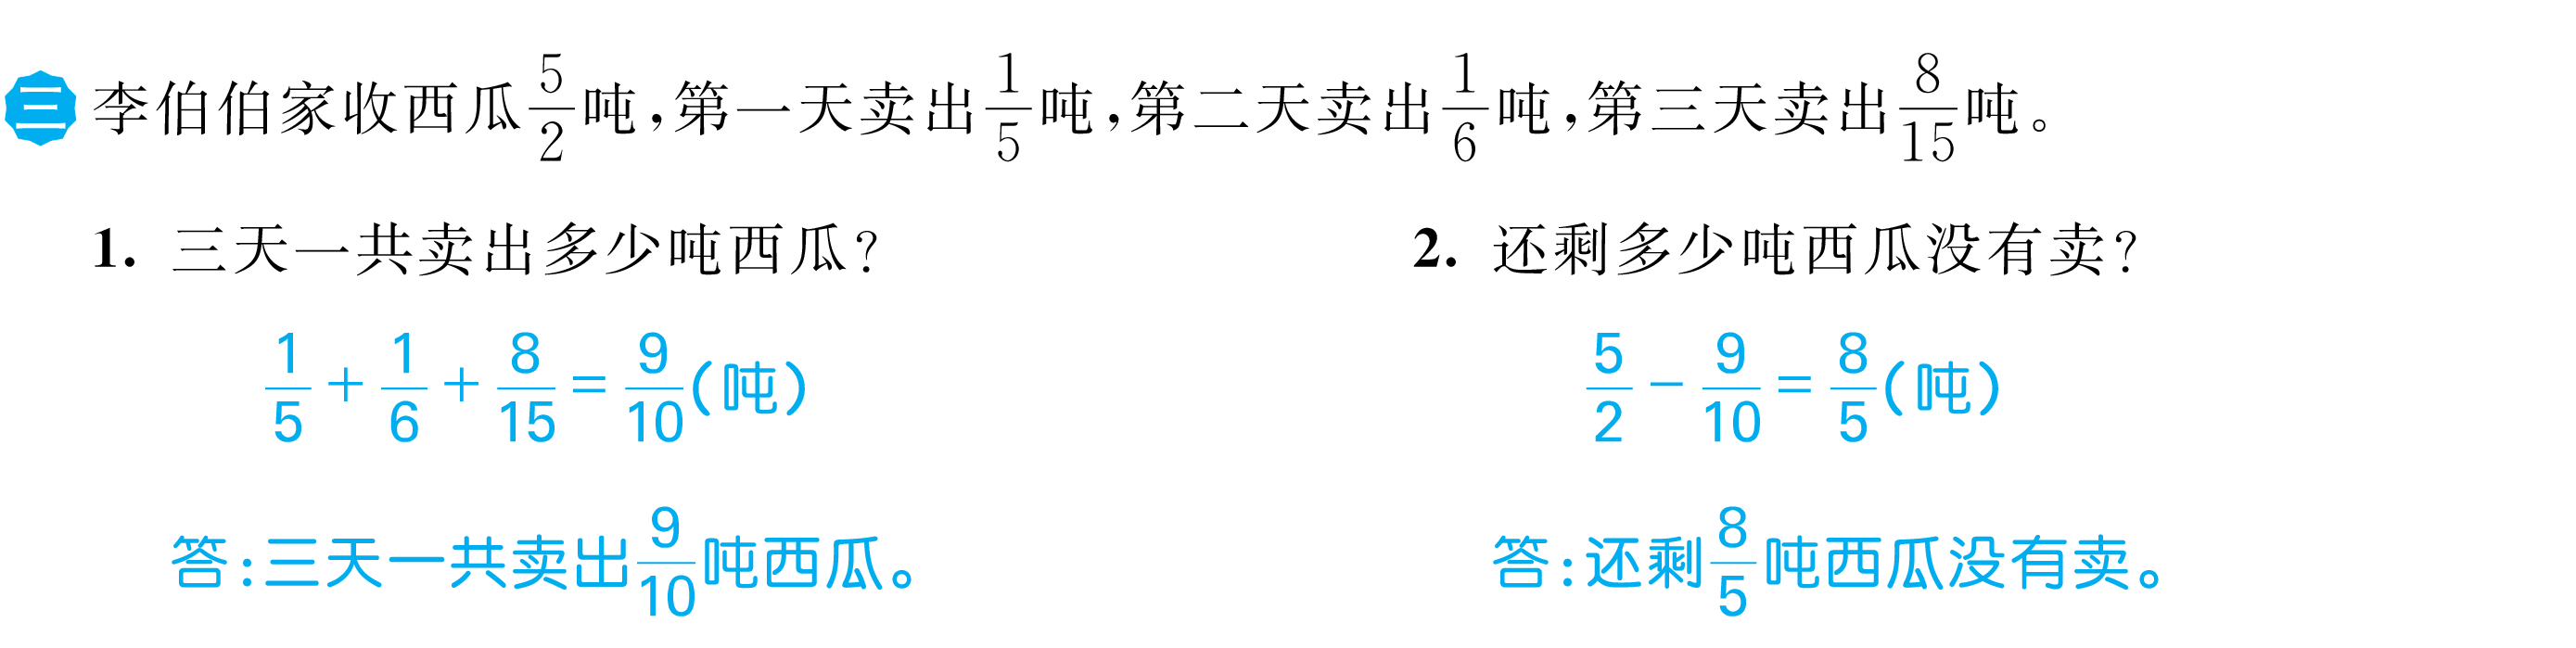 三 李伯伯家收西瓜5/2吨,第一天卖出1/5吨,第二天卖出1/6吨,第三天卖出8/15吨。
1. 三天一共卖出多少吨西瓜?
1/5 + 1/6 + 8/15 = 9/10(吨)
答:三天一共卖出9/10吨西瓜。
2. 还剩多少吨西瓜没有卖?
5/2 - 9/10 = 8/5(吨)
答:还剩8/5吨西瓜没有卖。